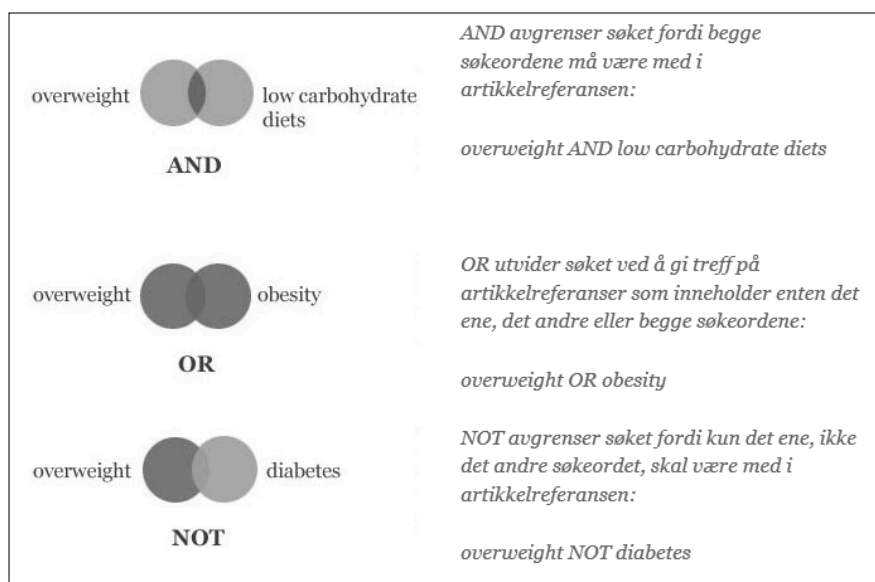 overweight
low carbohydrate
diets
AND
AND avgrenser søket fordi begge
søkeordene må være med i
artikkelreferansen:
overweight AND low carbohydrate diets
overweight
obesity
OR
OR utvider søket ved å gi treff på
artikkelreferanser som inneholder enten det
ene, det andre eller begge søkeordene:
overweight OR obesity
overweight
diabetes
NOT
NOT avgrenser søket fordi kun det ene, ikke
det andre søkeordet, skal være med i
artikkelreferansen:
overweight NOT diabetes